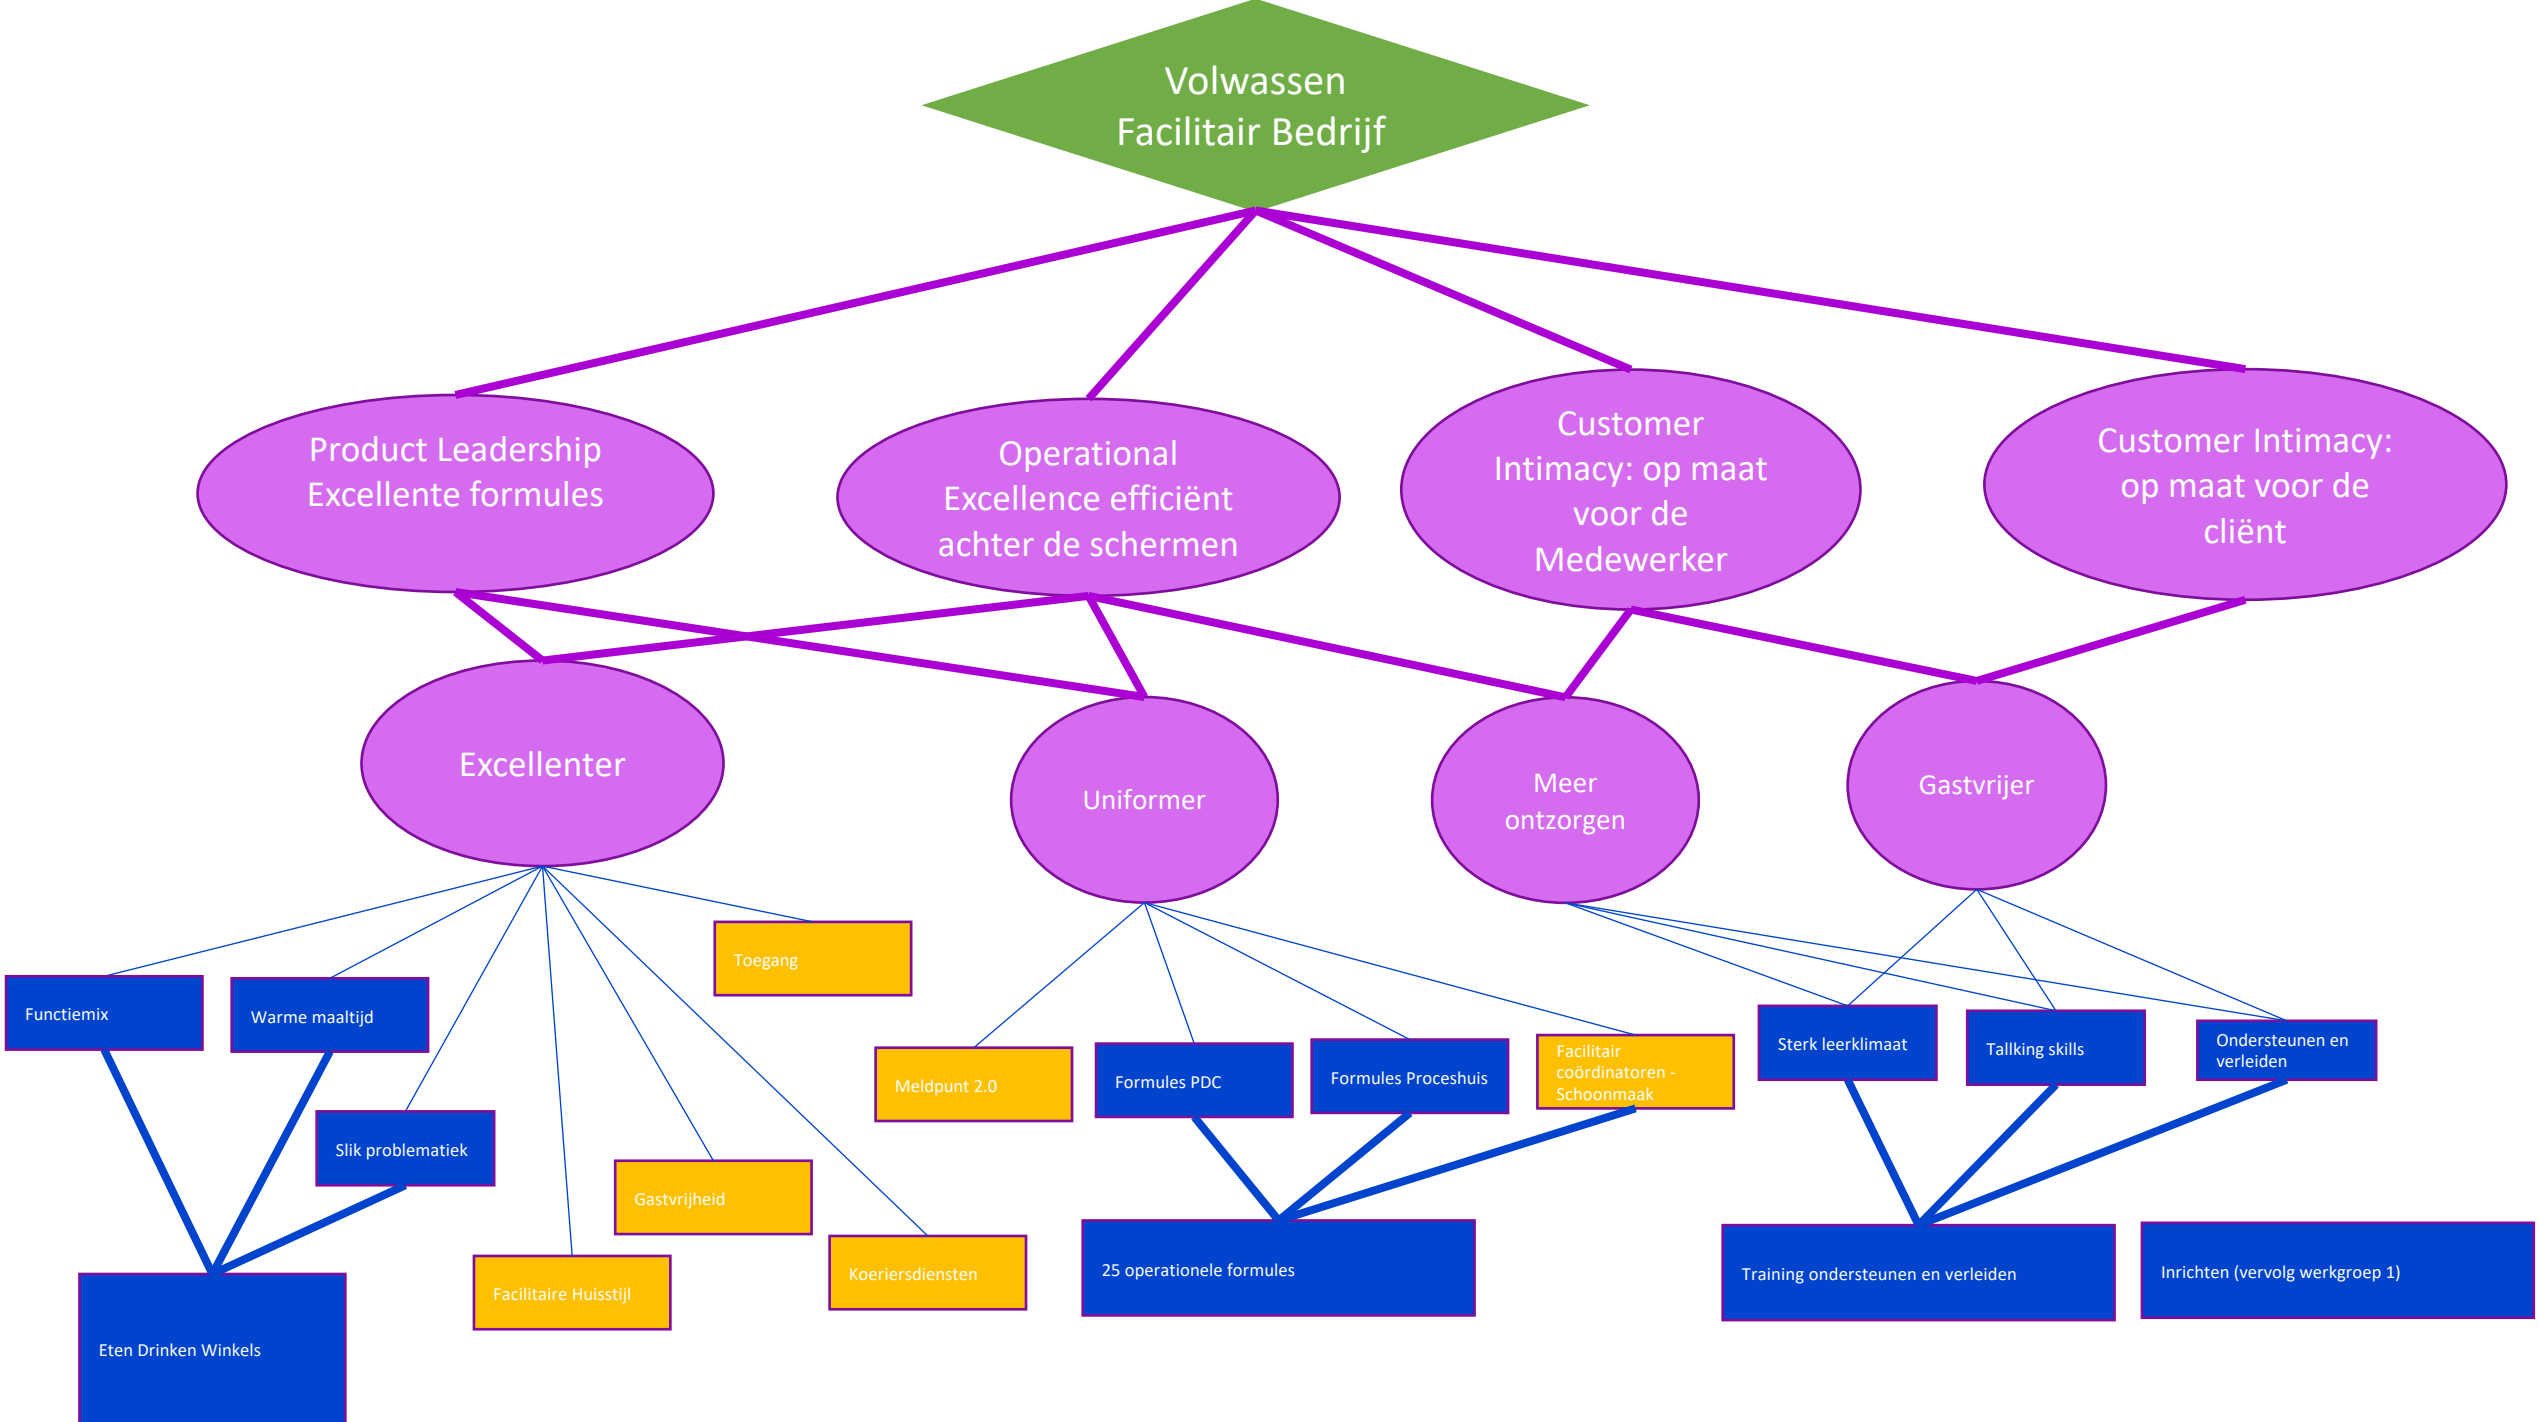 Volwassen
Facilitair Bedrijf
Product Leadership
Excellente formules
Operational
Excellence efficiënt
achter de schermen
Customer
Intimacy: op maat
voor de
Medewerker
Customer Intimacy:
op maat voor de
cliënt
Excellenter
Uniformer
Meer
ontzorgen
Gastvrijer
Toegang
Functiemix
Warme maaltijd
Slik problematiek
Gastvrijheid
Facilitaire Huisstijl
Koeriersdiensten
Eten Drinken Winkels
Meldpunt 2.0
Formules PDC
Formules Proceshuis
Facilitair
coördinatoren -
Schoonmaak
25 operationele formules
Sterk leerklimaat
Tallking skills
Ondersteunen en
verleiden
Training ondersteunen en verleiden
Inrichten (vervolg werkgroep 1)